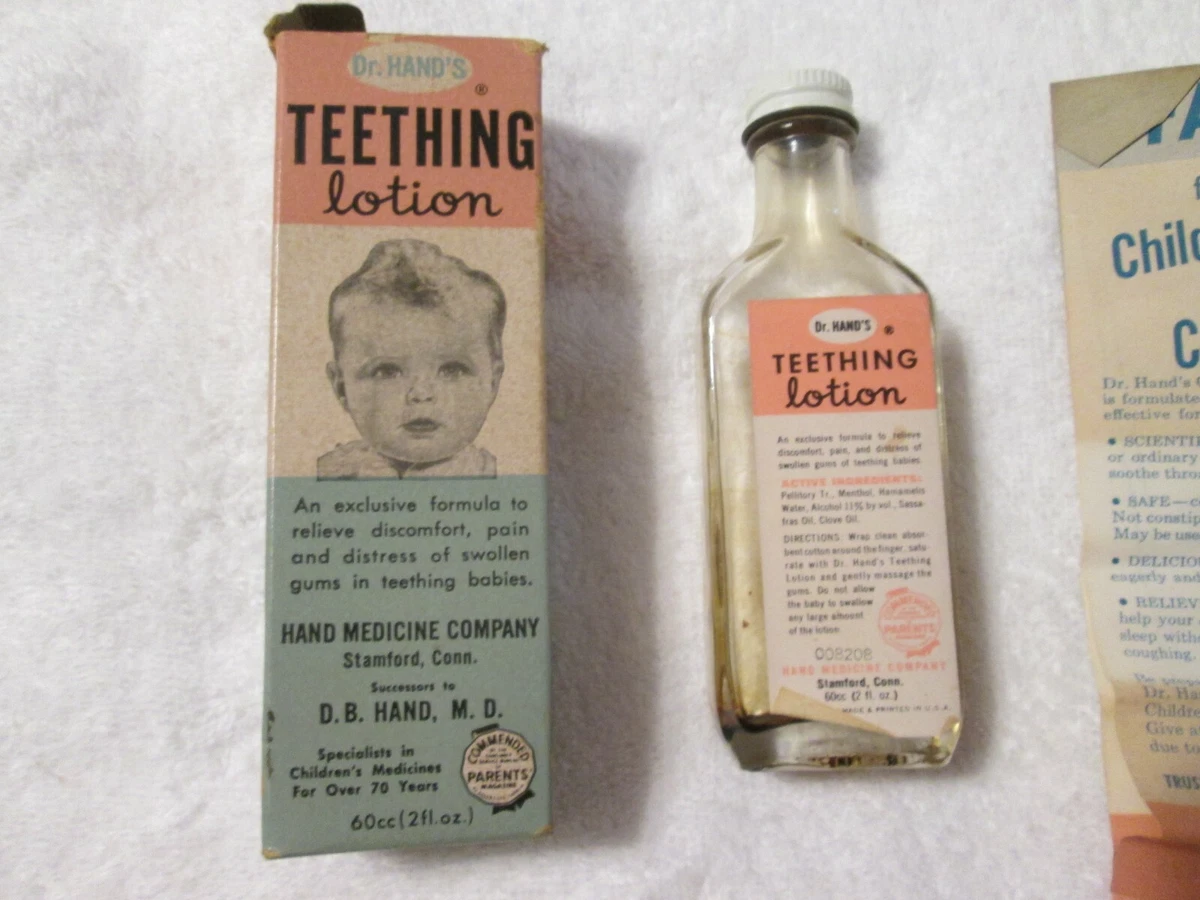 Dr. HAND'S
®
TEETHING
lotion
An exclusive formula to
relieve discomfort, pain
and distress of swollen
gums in teething babies.
HAND MEDICINE COMPANY
Stamford, Conn.
Successors to
D. B. HAND, M. D.
Specialists in
Children's Medicines
For Over 70 Years
COMMENDED
PARENTS'
MAGAZINE
60cc (2 fl. oz.)
Dr. HAND'S
®
TEETHING
lotion
An exclusive formula to relieve
discomfort, pain, and distress of
swollen gums of teething babies.
ACTIVE INGREDIENTS:
Pellitory Tr., Menthol, Hamamelis
Water, Alcohol 11% by vol., Sassa-
fras Oil, Clove Oil.
DIRECTIONS: Wrap clean absor-
bent cotton around the finger, satu-
rate with Dr. Hand's Teething
Lotion and gently massage the
gums. Do not allow
the baby to swallow
any large amount
of the lotion.
COMMENDED
PARENTS'
008208
HAND MEDICINE COMPANY
Stamford, Conn.
60cc (2 fl. oz.)
MADE & PRINTED IN U.S.A.
FA
f
Child
C
Dr. Hand's C
is formulate
effective for
• SCIENTIF
or ordinary
soothe thro
• SAFE—c
Not consti
May be use
• DELICIO
eagerly and
• RELIEV
help your
sleep with
coughing.
Dr. Ha
Childre
Give a
due to
TRUS